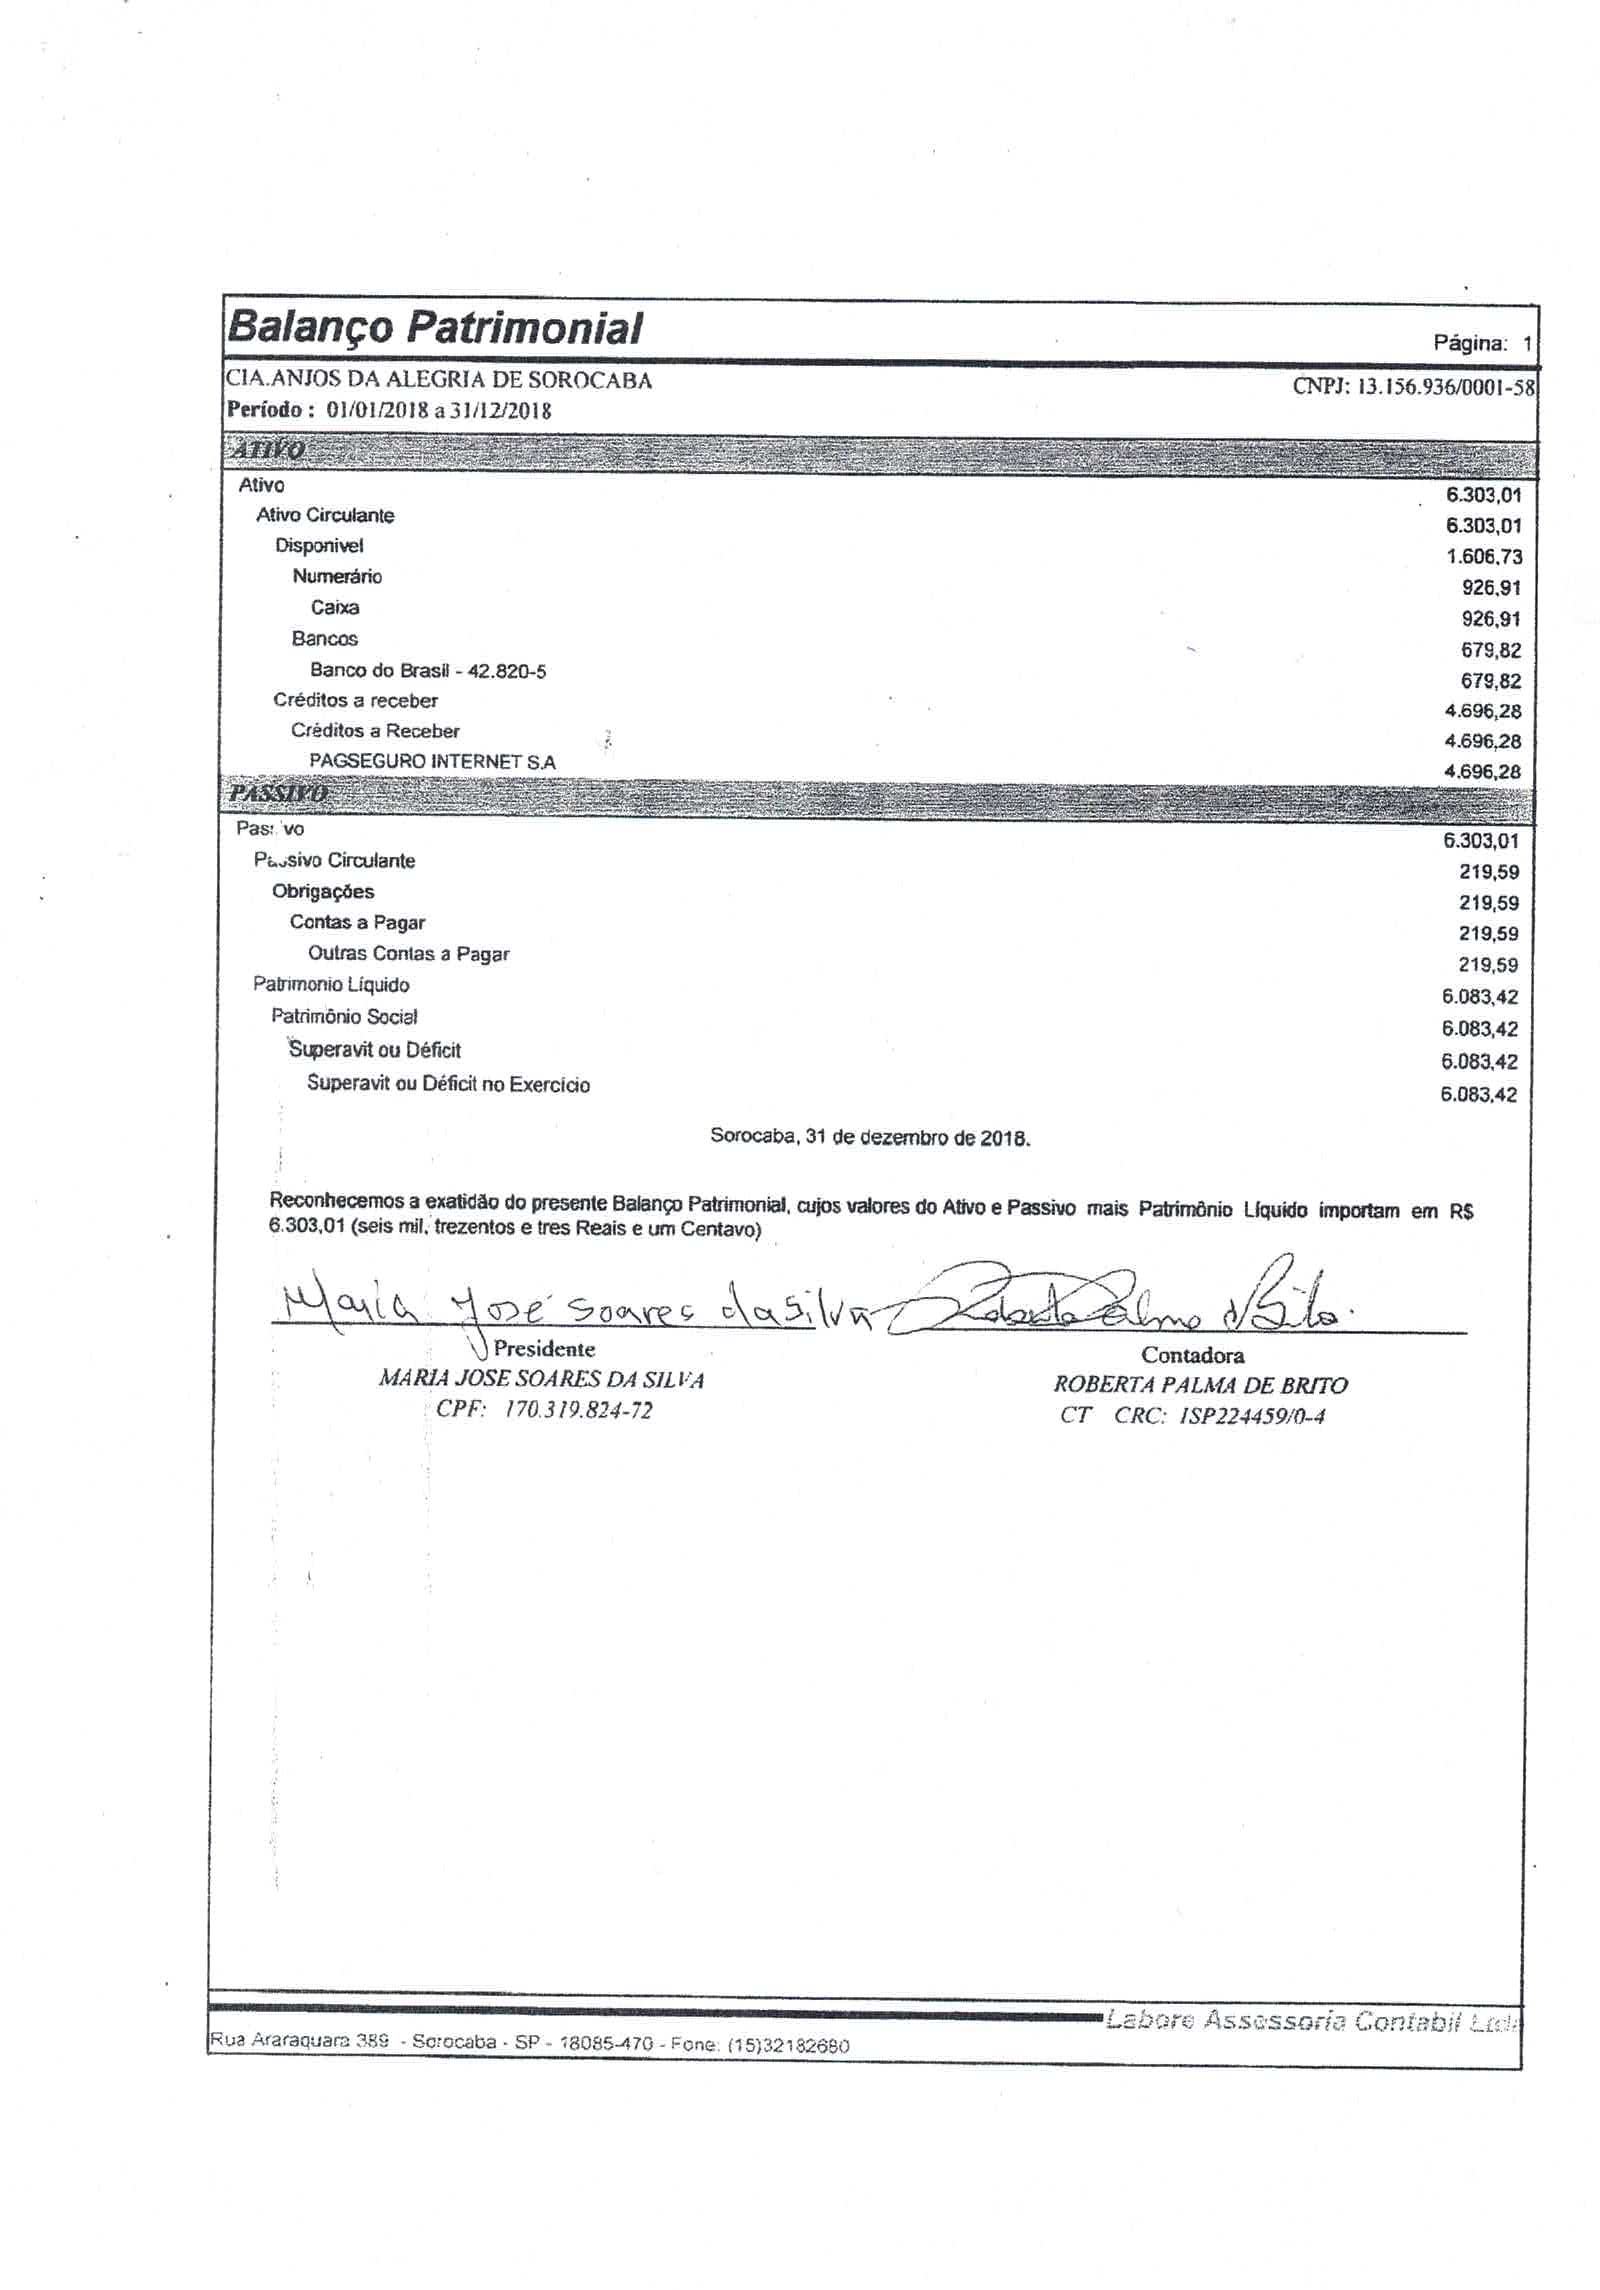 Balanço Patrimonial
Página: 1
CIA.ANJOS DA ALEGRIA DE SOROCABA
CNPJ: 13.156.936/0001-58
Período : 01/01/2018 a 31/12/2018
ATIVO
Ativo 6.303,01
Ativo Circulante 6.303,01
Disponivel 1.606,73
Numerário 926,91
Caixa 926,91
Bancos 679,82
Banco do Brasil - 42.820-5 679,82
Créditos a receber 4.696,28
Créditos a Receber 4.696,28
PAGSEGURO INTERNET S.A 4.696,28
PASSIVO
Passivo 6.303,01
Passivo Circulante 219,59
Obrigações 219,59
Contas a Pagar 219,59
Outras Contas a Pagar 219,59
Patrimonio Líquido 6.083,42
Patrimônio Social 6.083,42
Superavit ou Déficit 6.083,42
Superavit ou Déficit no Exercício 6.083,42
Sorocaba, 31 de dezembro de 2018.
Reconhecemos a exatidão do presente Balanço Patrimonial, cujos valores do Ativo e Passivo mais Patrimônio Líquido importam em R$
6.303,01 (seis mil, trezentos e tres Reais e um Centavo)
Maria José Soares da Silva Roberta Palma d Brito.
Presidente Contadora
MARIA JOSE SOARES DA SILVA ROBERTA PALMA DE BRITO
CPF: 170.319.824-72 CT CRC: 1SP224459/0-4
Labore Assessoria Contabil Ltda
Rua Araraquara 389 - Sorocaba - SP - 18085-470 - Fone: (15)32182680